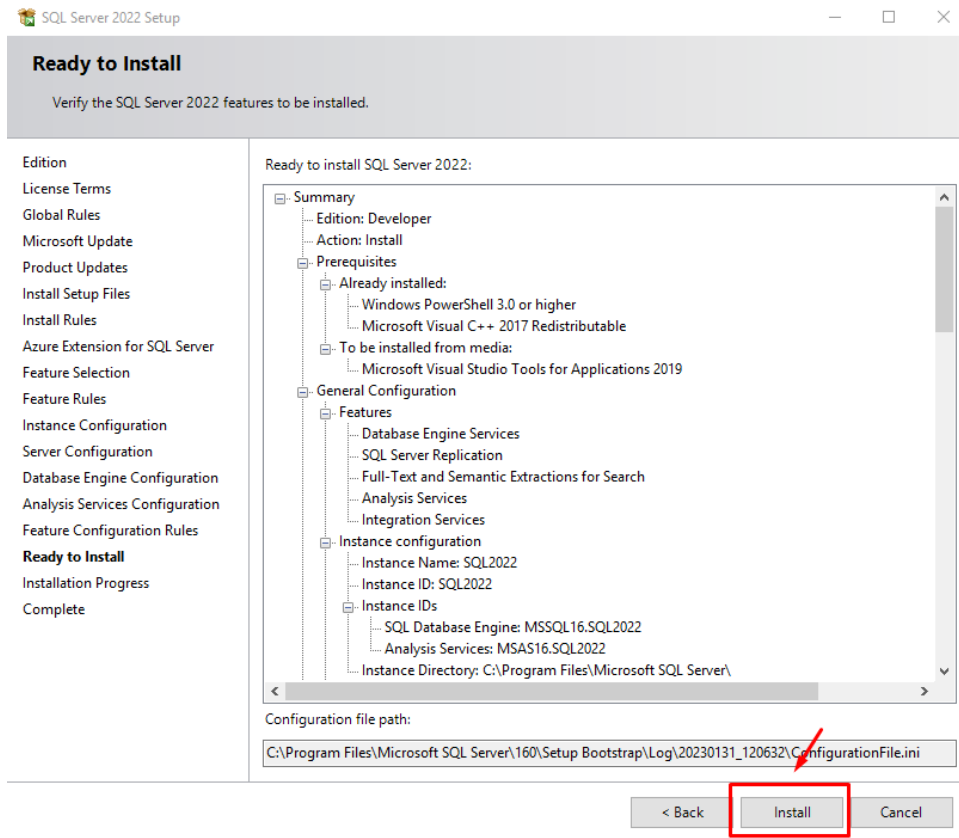 SQL Server 2022 Setup
Ready to Install
Verify the SQL Server 2022 features to be installed.
Edition
License Terms
Global Rules
Microsoft Update
Product Updates
Install Setup Files
Install Rules
Azure Extension for SQL Server
Feature Selection
Feature Rules
Instance Configuration
Server Configuration
Database Engine Configuration
Analysis Services Configuration
Feature Configuration Rules
Ready to Install
Installation Progress
Complete
Ready to install SQL Server 2022:
Summary
Edition: Developer
Action: Install
Prerequisites
Already installed:
Windows PowerShell 3.0 or higher
Microsoft Visual C++ 2017 Redistributable
To be installed from media:
Microsoft Visual Studio Tools for Applications 2019
General Configuration
Features
Database Engine Services
SQL Server Replication
Full-Text and Semantic Extractions for Search
Analysis Services
Integration Services
Instance configuration
Instance Name: SQL2022
Instance ID: SQL2022
Instance IDs
SQL Database Engine: MSSQL16.SQL2022
Analysis Services: MSAS16.SQL2022
Instance Directory: C:\Program Files\Microsoft SQL Server\
Configuration file path:
C:\Program Files\Microsoft SQL Server\160\Setup Bootstrap\Log\20230131_120632\ConfigurationFile.ini
< Back
Install
Cancel